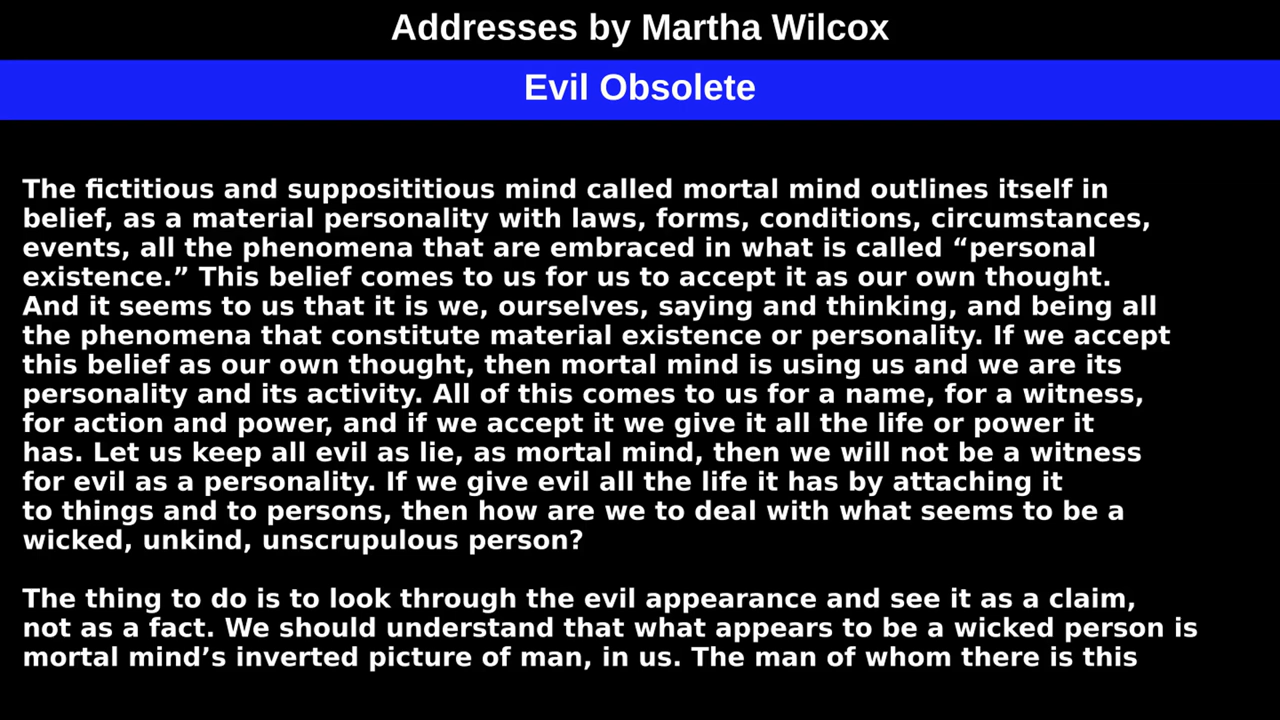 Addresses by Martha Wilcox
Evil Obsolete
The fictitious and supposititious mind called mortal mind outlines itself in
belief, as a material personality with laws, forms, conditions, circumstances,
events, all the phenomena that are embraced in what is called “personal
existence.” This belief comes to us for us to accept it as our own thought.
And it seems to us that it is we, ourselves, saying and thinking, and being all
the phenomena that constitute material existence or personality. If we accept
this belief as our own thought, then mortal mind is using us and we are its
personality and its activity. All of this comes to us for a name, for a witness,
for action and power, and if we accept it we give it all the life or power it
has. Let us keep all evil as lie, as mortal mind, then we will not be a witness
for evil as a personality. If we give evil all the life it has by attaching it
to things and to persons, then how are we to deal with what seems to be a
wicked, unkind, unscrupulous person?
The thing to do is to look through the evil appearance and see it as a claim,
not as a fact. We should understand that what appears to be a wicked person is
mortal mind’s inverted picture of man, in us. The man of whom there is this